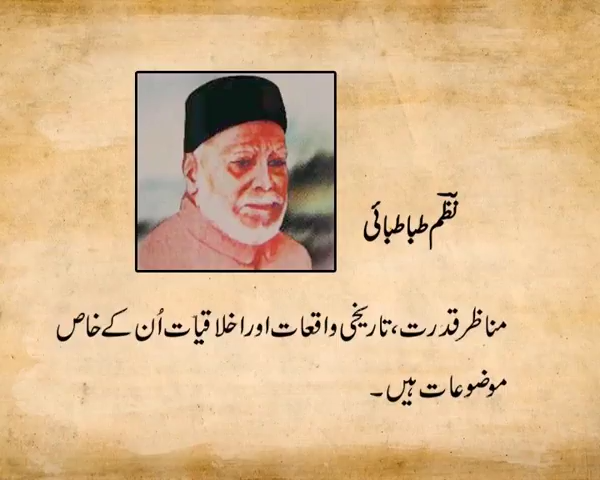 نظمؔ طباطبائی
مناظر قدرت، تاریخی واقعات اور اخلاقیات اُن کے خاص
موضوعات ہیں۔